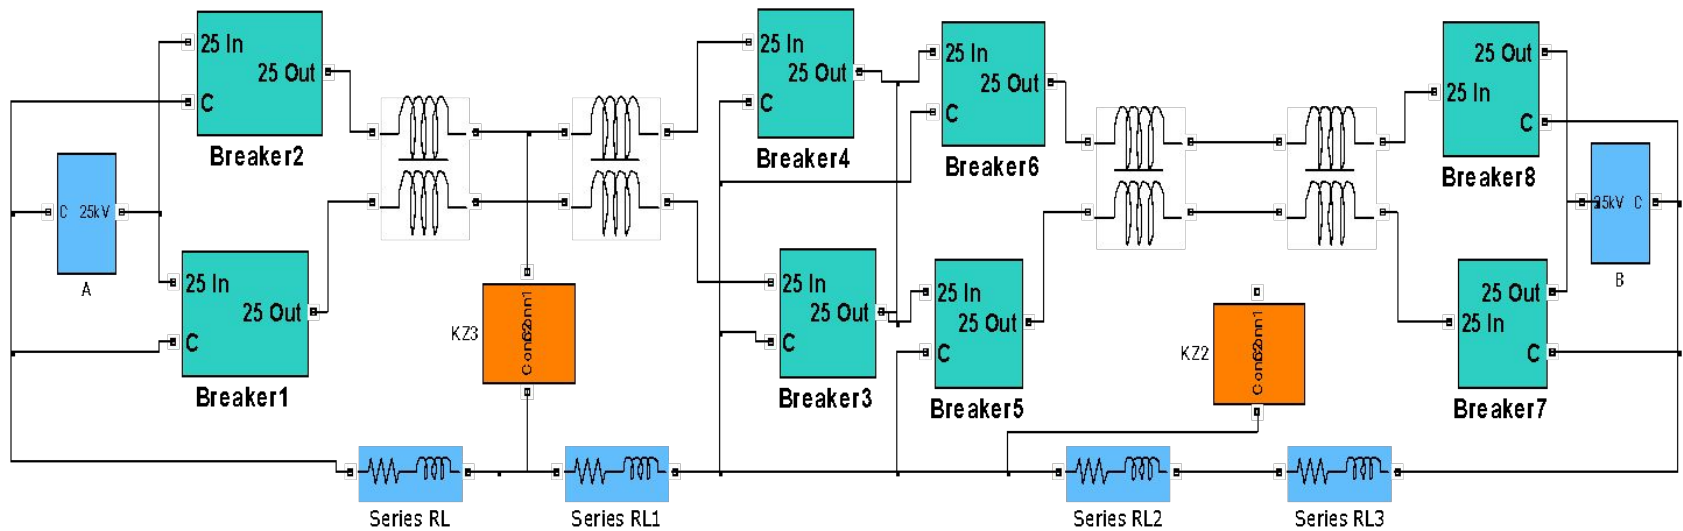 25 In
25 Out
C
Breaker2
25 In
25 Out
C
Breaker4
25 In
25 Out
C
Breaker6
25 Out
25 In
C
Breaker8
C 25kV
A
25 In
25 Out
C
Breaker1
KZ3
25 In
25 Out
C
Breaker3
25 In
25 Out
C
Breaker5
KZ2
25 Out
25 In
C
Breaker7
25kV C
B
Series RL
Series RL1
Series RL2
Series RL3